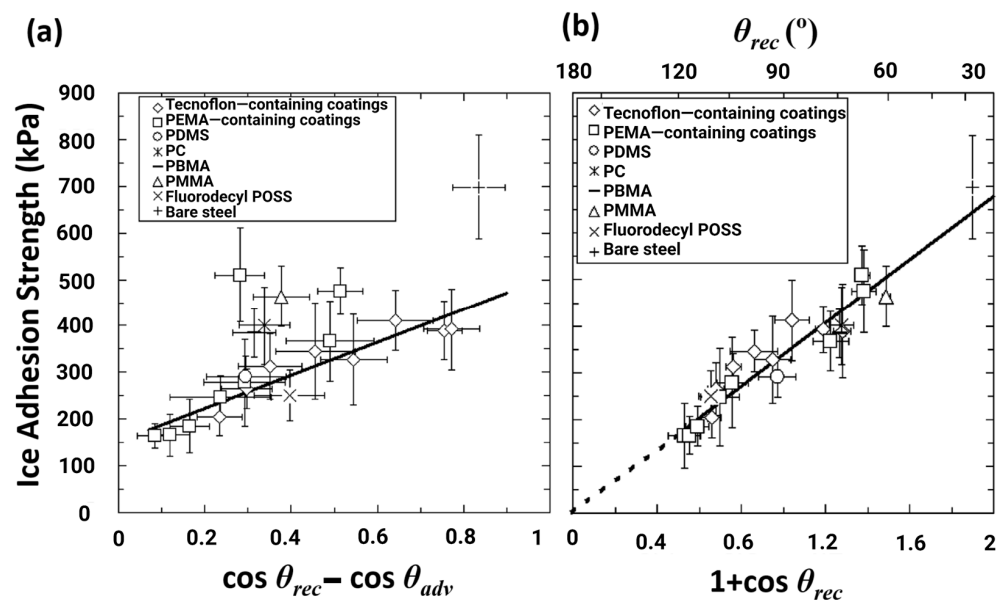 (a)
Ice Adhesion Strength (kPa)
900
800
700
600
500
400
300
200
100
0
Tecnoflon—containing coatings
PEMA—containing coatings
PDMS
PC
PBMA
PMMA
Fluorodecyl POSS
Bare steel
0
0.2
0.4
0.6
0.8
1
cos θrec– cos θadv
(b)
θrec (º)
180
120
90
60
30
Tecnoflon—containing coatings
PEMA—containing coatings
PDMS
PC
PBMA
PMMA
Fluorodecyl POSS
Bare steel
0
0.4
0.6
1.2
1.6
2
1+cos θrec